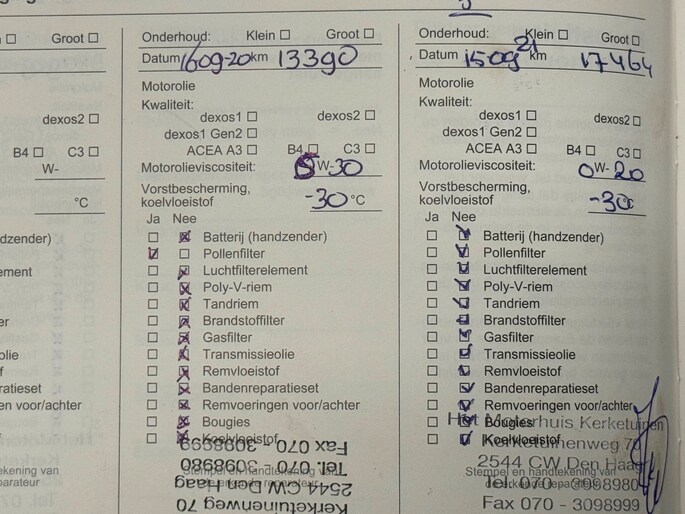 Groot
dexos2
B4 C3
W-
°C
dzender)
ement
er
olie
f
ratieset
en voor/achter
ekening van
parateur
Onderhoud: Klein Groot
Datum 160g-20 km 13390
Motorolie
Kwaliteit:
dexos1 dexos2
dexos1 Gen2
ACEA A3 B4 C3
Motorolieviscositeit: 5W-30
Vorstbescherming,
koelvloeistof -30 °C
Ja Nee
Batterij (handzender)
Pollenfilter
Luchtfilterelement
Poly-V-riem
Tandriem
Brandstoffilter
Gasfilter
Transmissieolie
Remvloeistof
Bandenreparatieset
Remvoeringen voor/achter
Bougies
Koelvloeistof
Stempel en handtekening van
Fax 070 - 3098999
Tel. 070 - 3098980
2544 CW Den Haag
Kerketuinenweg 70
Onderhoud: Klein Groot
Datum 150g 21 km 17464
Motorolie
Kwaliteit:
dexos1 dexos2
dexos1 Gen2
ACEA A3 B4 C3
Motorolieviscositeit: 0W-20
Vorstbescherming,
koelvloeistof -30°C
Ja Nee
Batterij (handzender)
Pollenfilter
Luchtfilterelement
Poly-V-riem
Tandriem
Brandstoffilter
Gasfilter
Transmissieolie
Remvloeistof
Bandenreparatieset
Remvoeringen voor/achter
Bougies
Koelvloeistof
Het Motorhuis Kerketuinen
Kerketuinenweg 70
2544 CW Den Haag
Stempel en handtekening van
Tel. 070 - 3098980
Fax 070 - 3098999